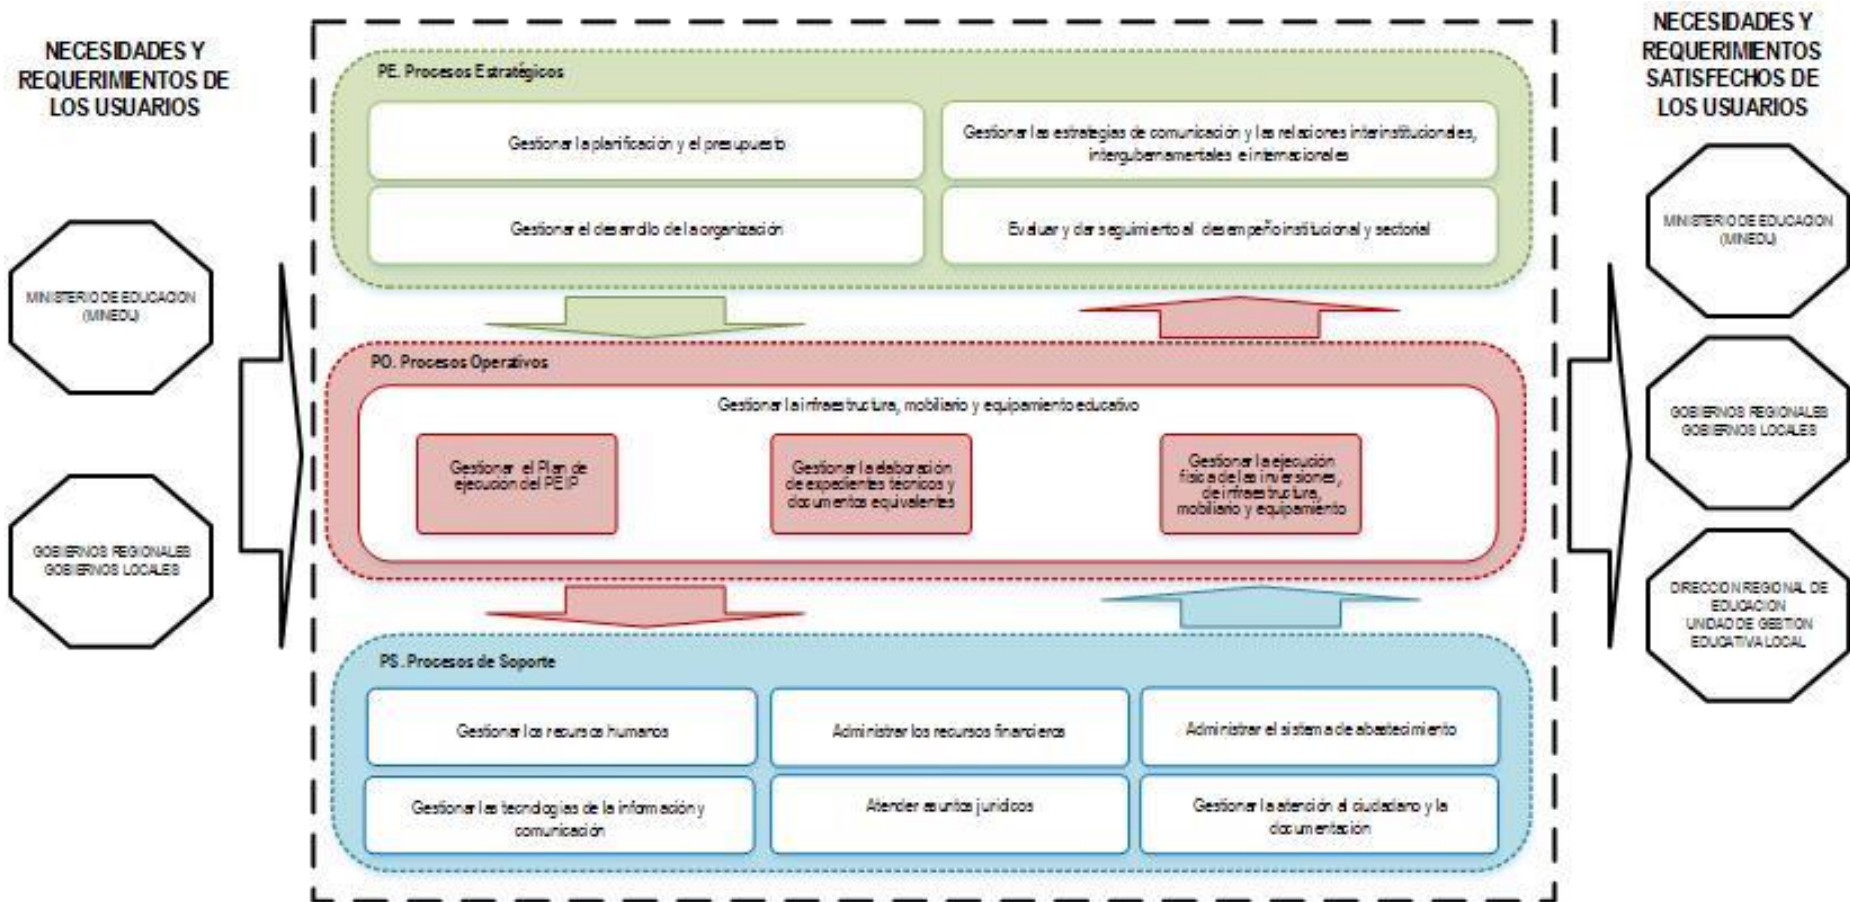 NECESIDADES Y
REQUERIMIENTOS DE
LOS USUARIOS
MINISTERIO DE EDUCACION
(MINEDU)
GOBIERNOS REGIONALES
GOBIERNOS LOCALES
PE. Procesos Estratégicos
Gestionar la planificación y el presupuesto
Gestionar las estrategias de comunicación y las relaciones interinstitucionales,
intergubernamentales e internacionales
Gestionar el desarrollo de la organización
Evaluar y dar seguimiento al desempeño institucional y sectorial
PO. Procesos Operativos
Gestionar la infraestructura, mobiliario y equipamiento educativo
Gestionar el Plan de
ejecución del PEIP
Gestionar la elaboración
de expedientes técnicos y
documentos equivalentes
Gestionar la ejecución
física de las inversiones,
de infraestructura,
mobiliario y equipamiento
PS. Procesos de Soporte
Gestionar los recursos humanos
Administrar los recursos financieros
Administrar el sistema de abastecimiento
Gestionar las tecnologías de la información y
comunicación
Atender asuntos jurídicos
Gestionar la atención al ciudadano y la
documentación
NECESIDADES Y
REQUERIMIENTOS
SATISFECHOS DE
LOS USUARIOS
MINISTERIO DE EDUCACION
(MINEDU)
GOBIERNOS REGIONALES
GOBIERNOS LOCALES
DIRECCION REGIONAL DE
EDUCACION
UNIDAD DE GESTION
EDUCATIVA LOCAL